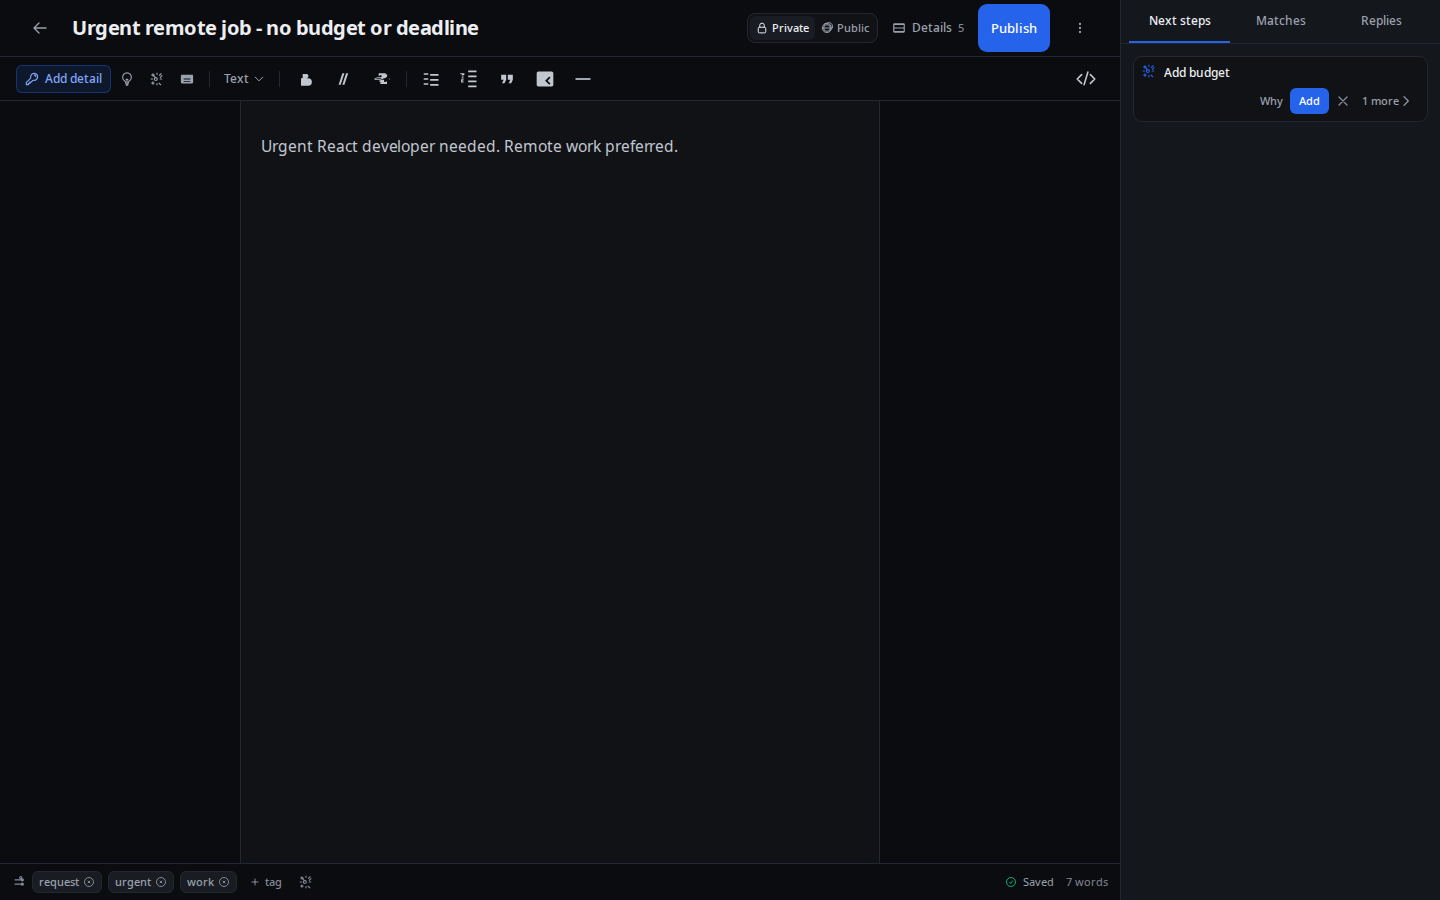 Urgent remote job - no budget or deadline
Private
Public
Details 5
Publish
Next steps
Matches
Replies
Add detail
Text
Add budget
Why
Add
1 more
Urgent React developer needed. Remote work preferred.
request
urgent
work
+ tag
Saved
7 words